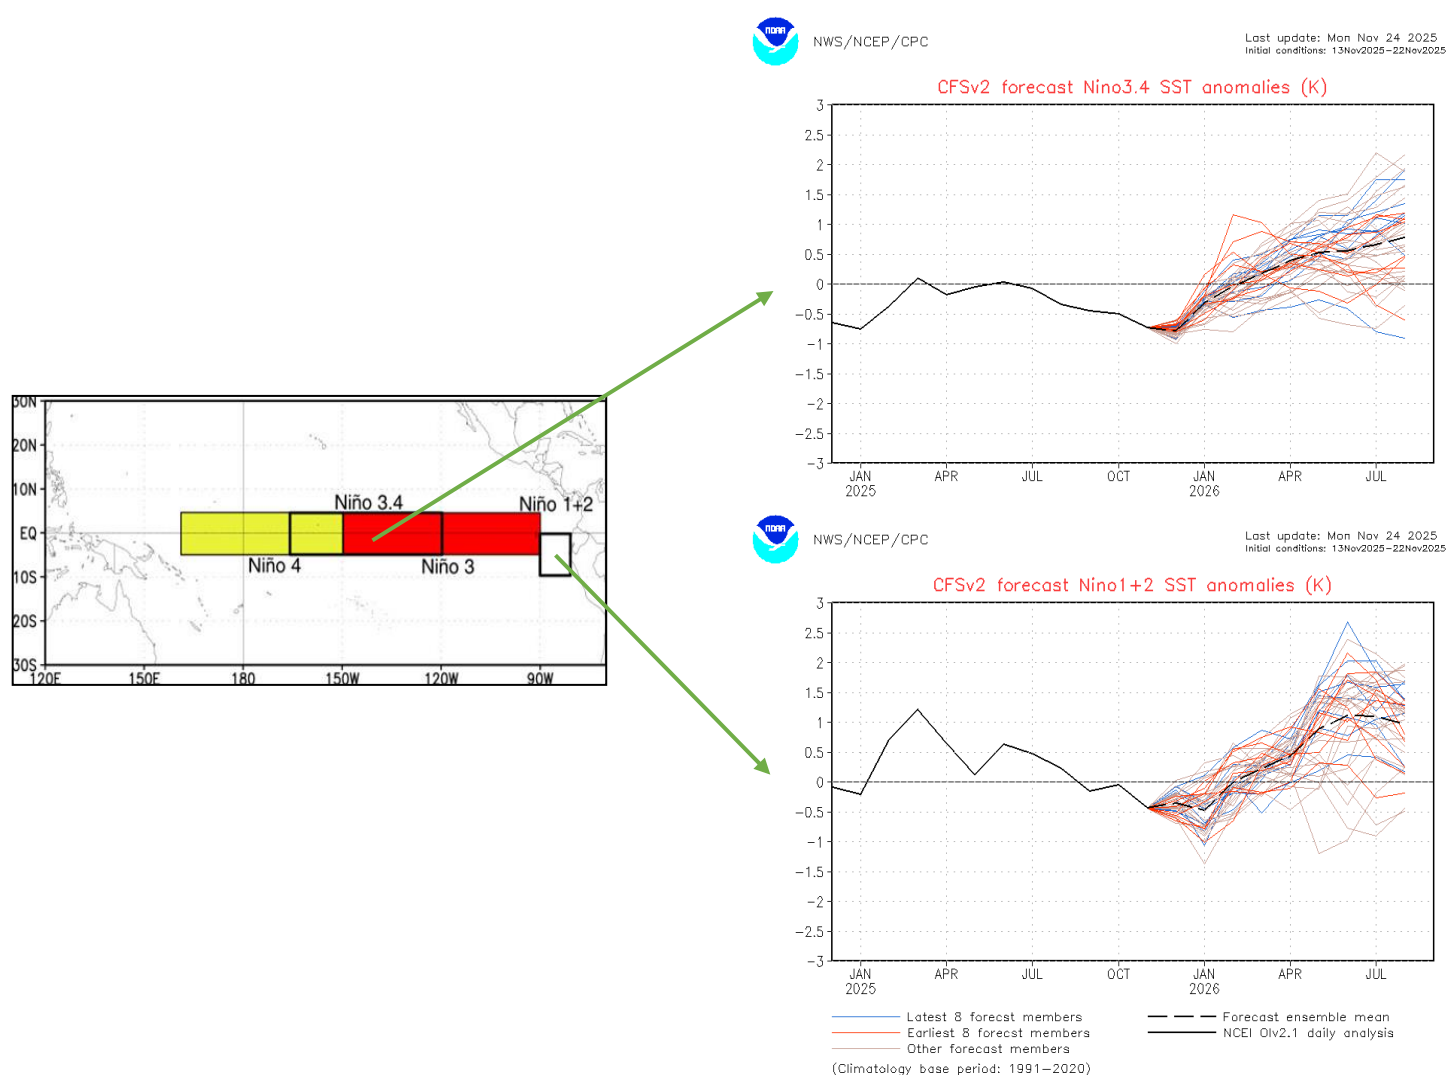 NOAA
NWS/NCEP/CPC
Last update: Mon Nov 24 2025
Initial conditions: 13Nov2025−22Nov2025
CFSv2 forecast Nino3.4 SST anomalies (K)
3
2.5
2
1.5
1
0.5
0
−0.5
−1
−1.5
−2
−2.5
−3
JAN
2025
APR
JUL
OCT
JAN
2026
APR
JUL
30N
20N
10N
EQ
10S
20S
30S
120E
150E
180
150W
120W
90W
Niño 3.4
Niño 1+2
Niño 4
Niño 3
NOAA
NWS/NCEP/CPC
Last update: Mon Nov 24 2025
Initial conditions: 13Nov2025−22Nov2025
CFSv2 forecast Nino1+2 SST anomalies (K)
3
2.5
2
1.5
1
0.5
0
−0.5
−1
−1.5
−2
−2.5
−3
JAN
2025
APR
JUL
OCT
JAN
2026
APR
JUL
Latest 8 forecst members
Earliest 8 forecst members
Other forecast members
(Climatology base period: 1991−2020)
Forecast ensemble mean
NCEI OIv2.1 daily analysis